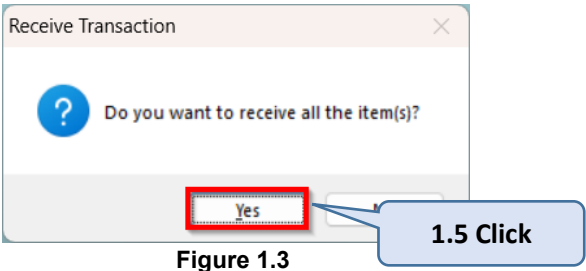 Receive Transaction
Do you want to receive all the item(s)?
Yes
1.5 Click
Figure 1.3